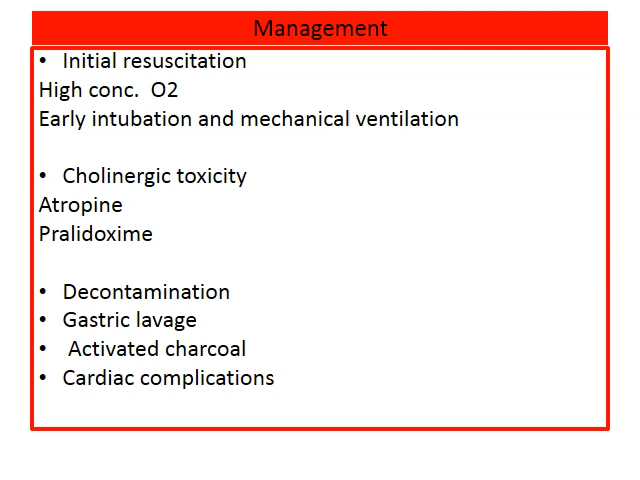 Management
• Initial resuscitation
High conc.  O2
Early intubation and mechanical ventilation
• Cholinergic toxicity
Atropine
Pralidoxime
• Decontamination
• Gastric lavage
• Activated charcoal
• Cardiac complications